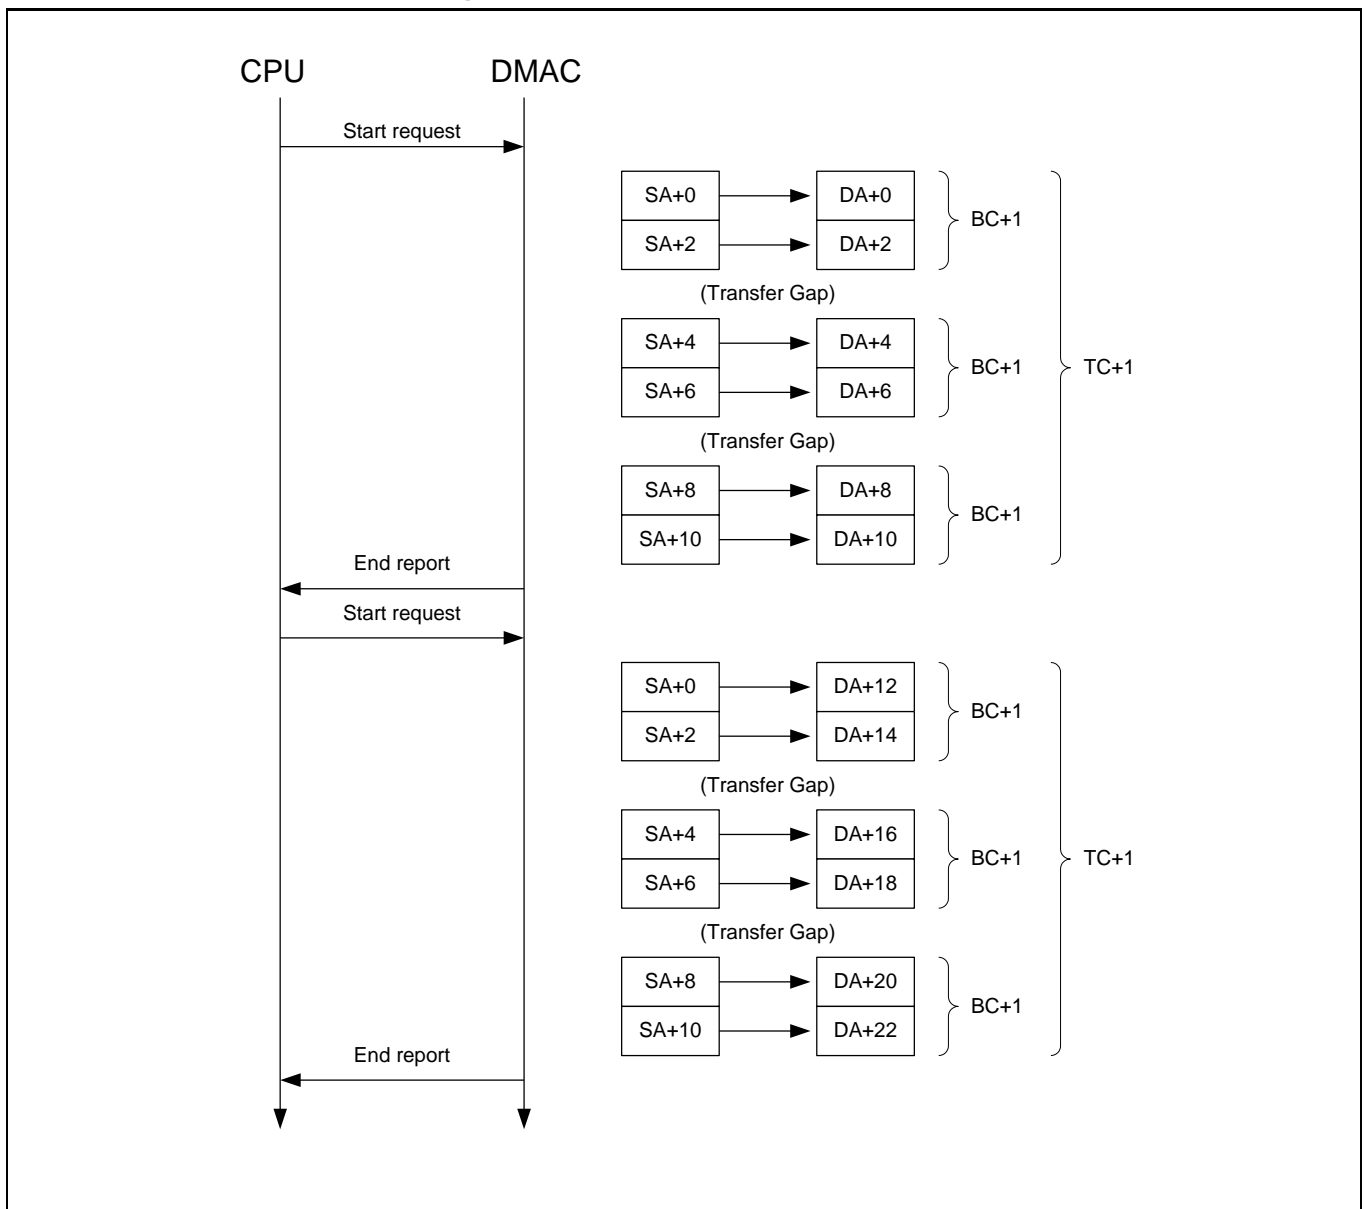 CPU DMAC
Start request
SA+0 DA+0
BC+1
SA+2 DA+2
(Transfer Gap)
SA+4 DA+4
BC+1 TC+1
SA+6 DA+6
(Transfer Gap)
SA+8 DA+8
BC+1
SA+10 DA+10
End report
Start request
SA+0 DA+12
BC+1
SA+2 DA+14
(Transfer Gap)
SA+4 DA+16
BC+1 TC+1
SA+6 DA+18
(Transfer Gap)
SA+8 DA+20
BC+1
SA+10 DA+22
End report